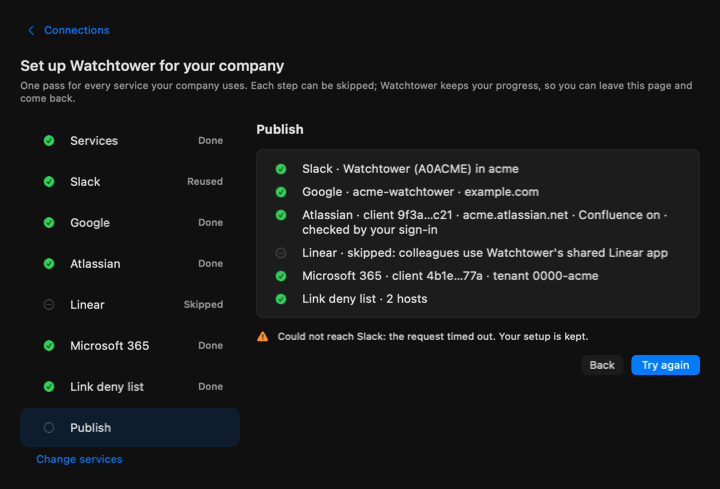 Connections
Set up Watchtower for your company
One pass for every service your company uses. Each step can be skipped; Watchtower keeps your progress, so you can leave this page and
come back.
Services Done
Slack Reused
Google Done
Atlassian Done
Linear Skipped
Microsoft 365 Done
Link deny list Done
Publish
Change services
Publish
Slack · Watchtower (A0ACME) in acme
Google · acme-watchtower · example.com
Atlassian · client 9f3a...c21 · acme.atlassian.net · Confluence on ·
checked by your sign-in
Linear · skipped: colleagues use Watchtower's shared Linear app
Microsoft 365 · client 4b1e...77a · tenant 0000-acme
Link deny list · 2 hosts
Could not reach Slack: the request timed out. Your setup is kept.
Back Try again